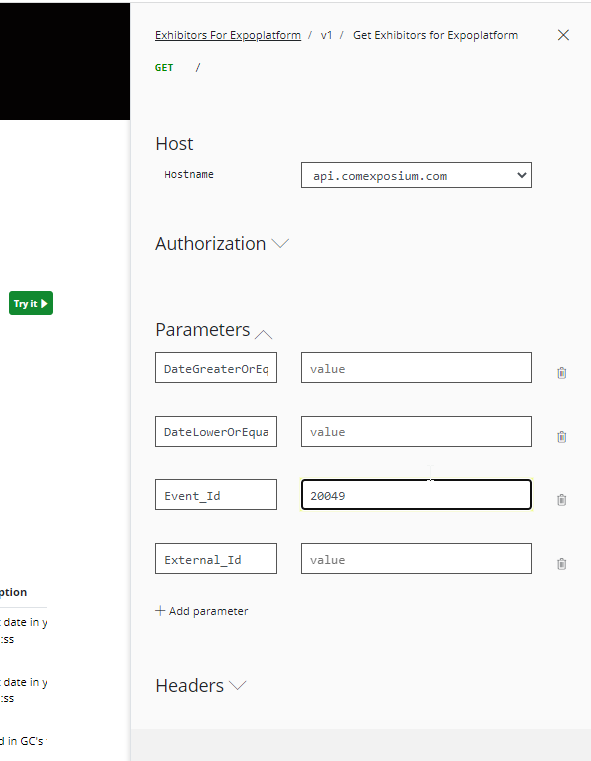 Exhibitors For Expoplatform / v1 / Get Exhibitors for Expoplatform
GET /
Host
Hostname api.comexposium.com
Authorization
Try it
Parameters
DateGreaterOrEq value
DateLowerOrEqua value
Event_Id 20049
External_Id value
ption
+ Add parameter
date in y
:ss
date in y
:ss
Headers
d in GC's